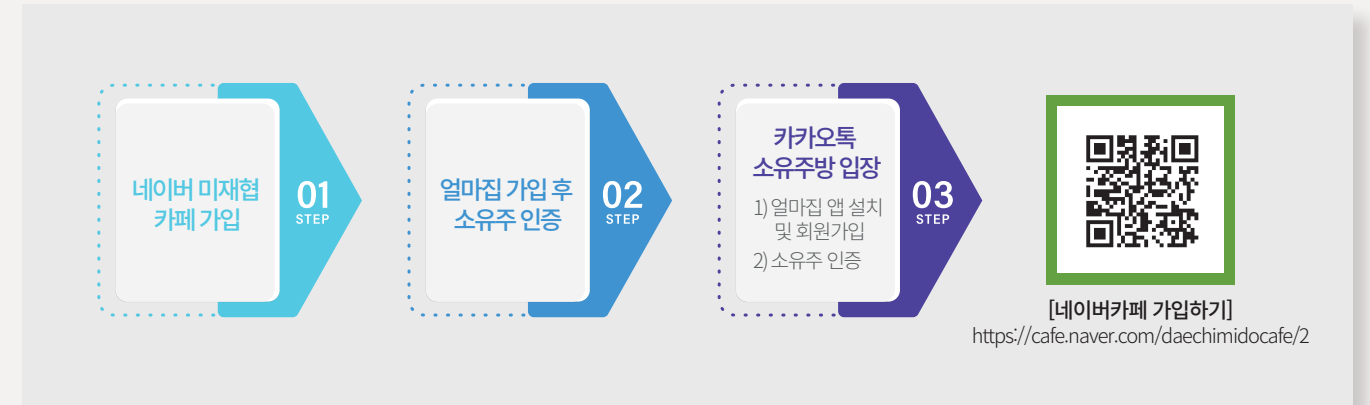 네이버 미재협
카페 가입
01
STEP
얼마집 가입 후
소유주 인증
02
STEP
카카오톡
소유주방 입장
1) 얼마집 앱 설치
및 회원가입
2) 소유주 인증
03
STEP
[네이버카페 가입하기]
https://cafe.naver.com/daechimidocafe/2